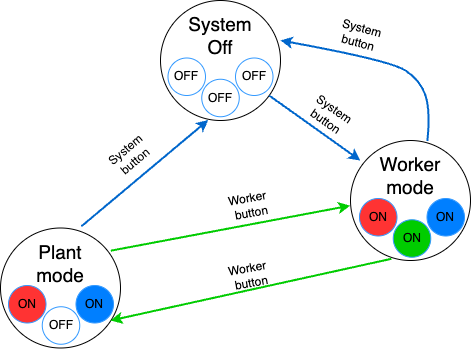 System
Off
OFF
OFF
OFF
System
button
System
button
System
button
Worker
mode
ON
ON
ON
Worker
button
Worker
button
Plant
mode
ON
ON
OFF